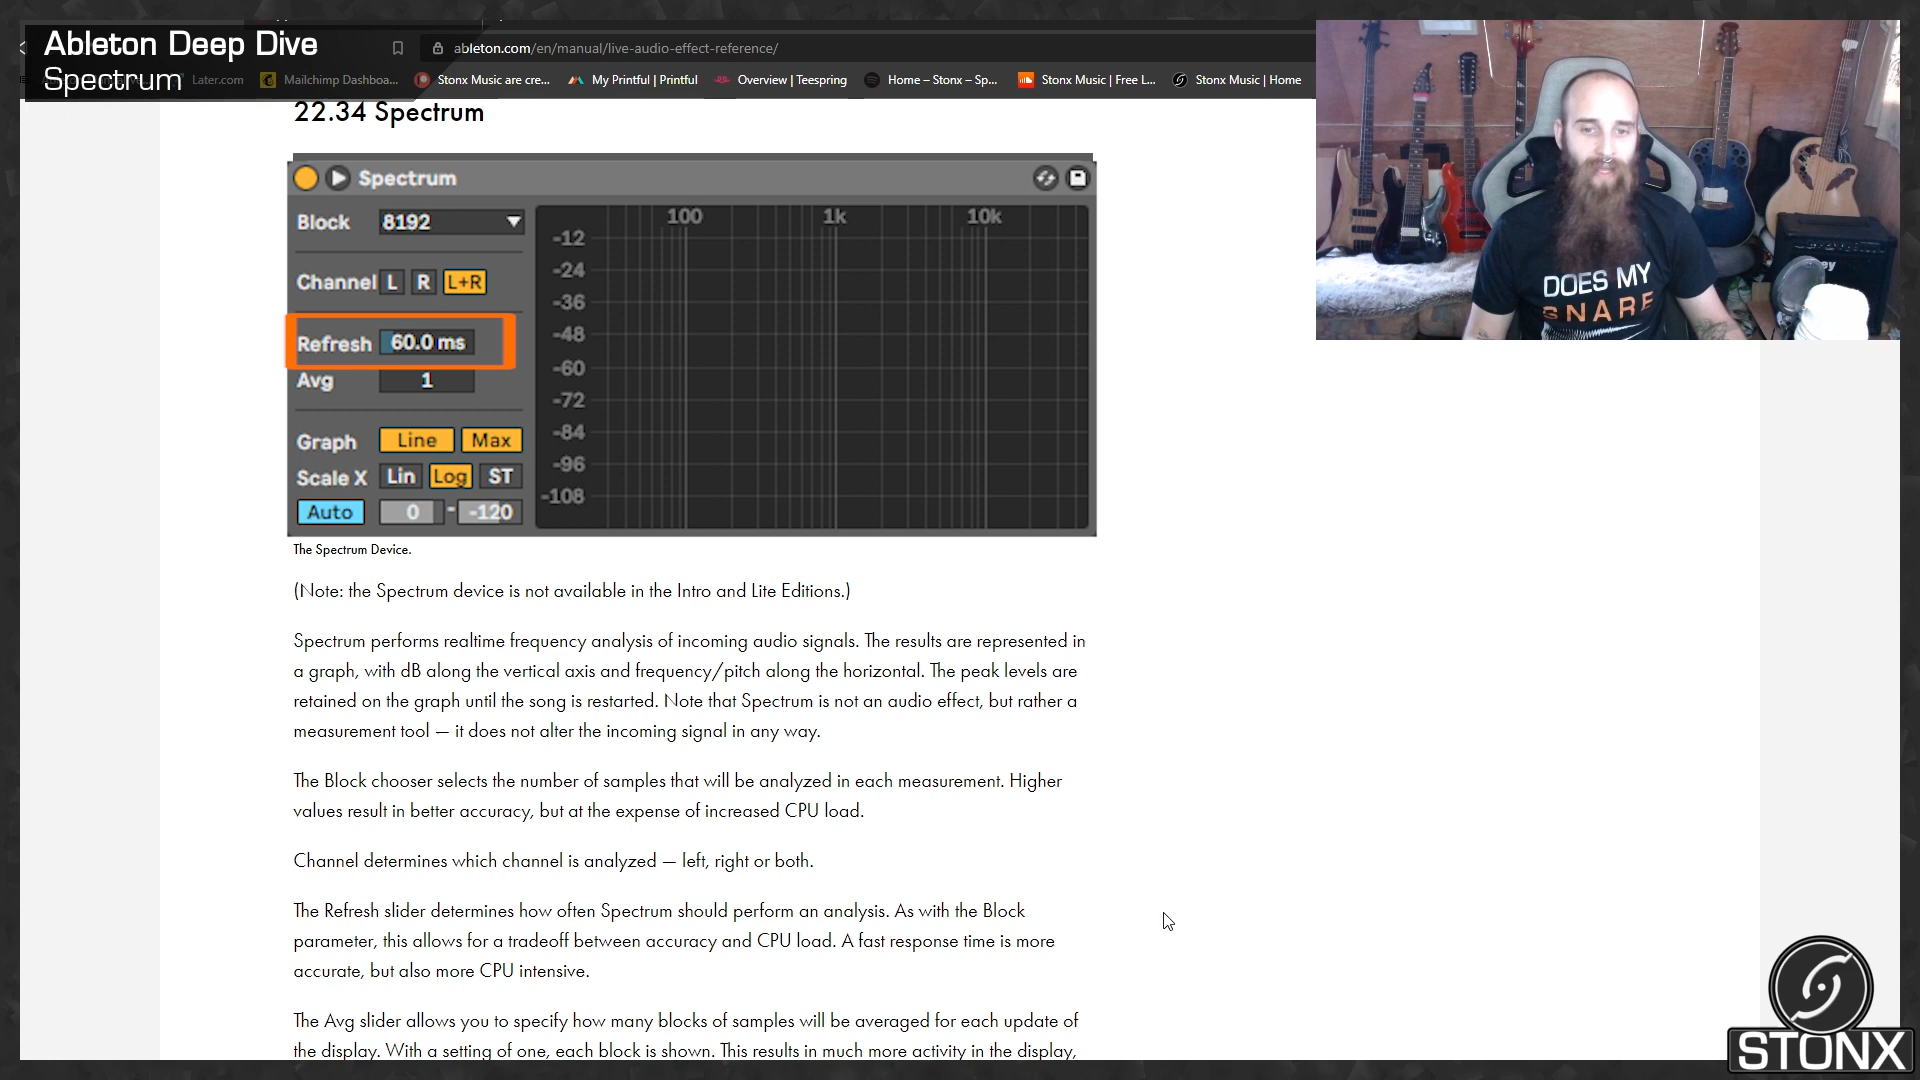 Ableton Deep Dive
Spectrum
ableton.com/en/manual/live-audio-effect-reference/
Later.com
Mailchimp Dashboa...
Stonx Music are cre...
My Printful | Printful
Overview | Teespring
Home – Stonx – Sp...
Stonx Music | Free L...
Stonx Music | Home
22.34 Spectrum
Spectrum
Block 8192
Channel L R L+R
Refresh 60.0 ms
Avg 1
Graph Line Max
Scale X Lin Log ST
Auto 0 - -120
100 1k 10k
-12
-24
-36
-48
-60
-72
-84
-96
-108
The Spectrum Device.
(Note: the Spectrum device is not available in the Intro and Lite Editions.)
Spectrum performs realtime frequency analysis of incoming audio signals. The results are represented in
a graph, with dB along the vertical axis and frequency/pitch along the horizontal. The peak levels are
retained on the graph until the song is restarted. Note that Spectrum is not an audio effect, but rather a
measurement tool — it does not alter the incoming signal in any way.
The Block chooser selects the number of samples that will be analyzed in each measurement. Higher
values result in better accuracy, but at the expense of increased CPU load.
Channel determines which channel is analyzed — left, right or both.
The Refresh slider determines how often Spectrum should perform an analysis. As with the Block
parameter, this allows for a tradeoff between accuracy and CPU load. A fast response time is more
accurate, but also more CPU intensive.
The Avg slider allows you to specify how many blocks of samples will be averaged for each update of
the display. With a setting of one, each block is shown. This results in much more activity in the display,
DOES MY
SNARE
STONX